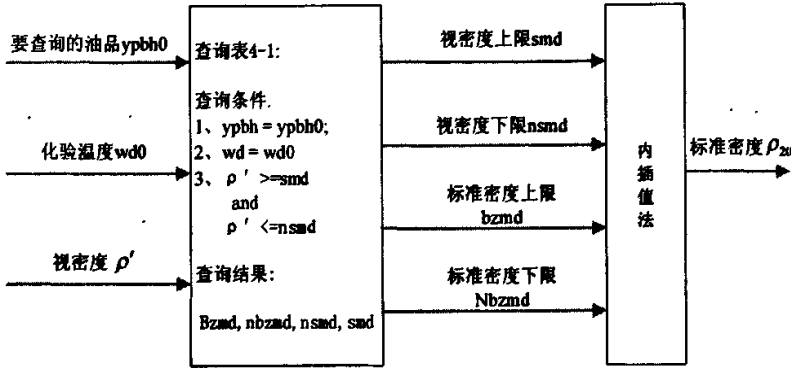 要查询的油品ypbh0
化验温度wd0
视密度 ρ′
查询表4-1:
查询条件.
1、ypbh = ypbh0;
2、wd = wd0
3、ρ ′ >=smd
and
ρ ′ <=nsmd
查询结果:
Bzmd, nbzmd, nsmd, smd
视密度上限smd
视密度下限nsmd
标准密度上限
bzmd
标准密度下限
Nbzmd
内
插
值
法
标准密度 ρ20